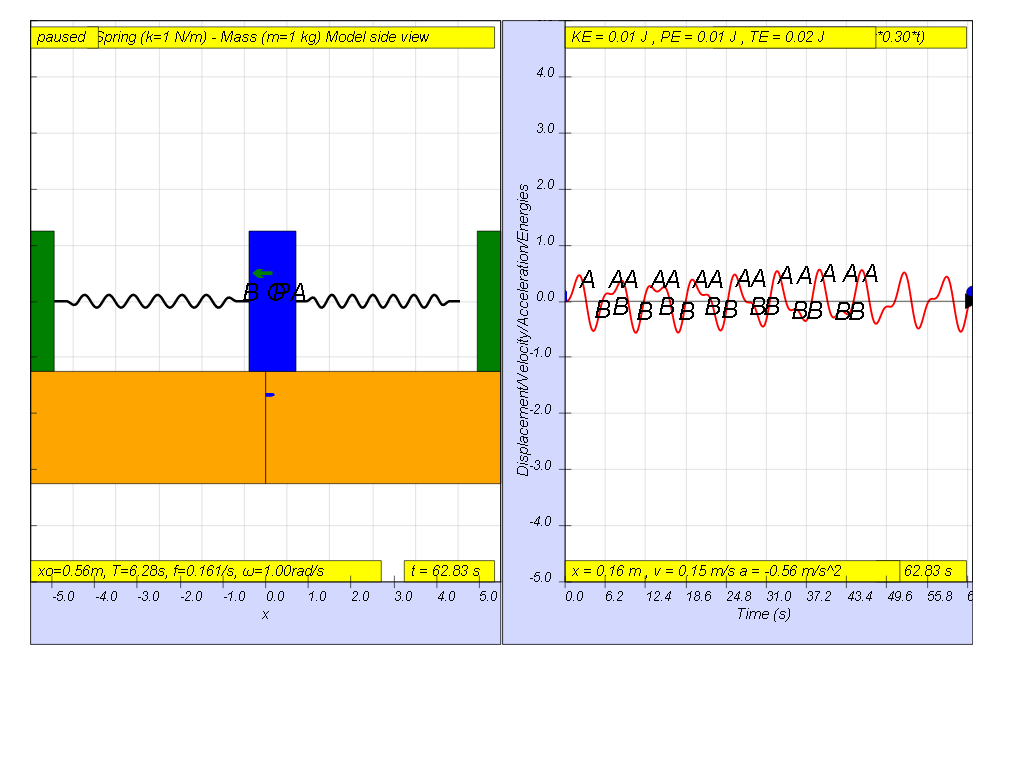 paused Spring (k=1 N/m) - Mass (m=1 kg) Model side view
B A
xo=0.56m, T=6.28s, f=0.161/s, ω=1.00rad/s
t = 62.83 s
-5.0 -4.0 -3.0 -2.0 -1.0 0.0 1.0 2.0 3.0 4.0 5.0
x
KE = 0.01 J , PE = 0.01 J , TE = 0.02 J *0.30*t)
4.0
3.0
2.0
1.0
0.0
-1.0
-2.0
-3.0
-4.0
-5.0
Displacement/Velocity/Acceleration/Energies
A AA AA AA AA A A A A A
B B B B B B B BB BB BB
x = 0.16 m , v = 0.15 m/s a = -0.56 m/s^2
62.83 s
0.0 6.2 12.4 18.6 24.8 31.0 37.2 43.4 49.6 55.8
Time (s)